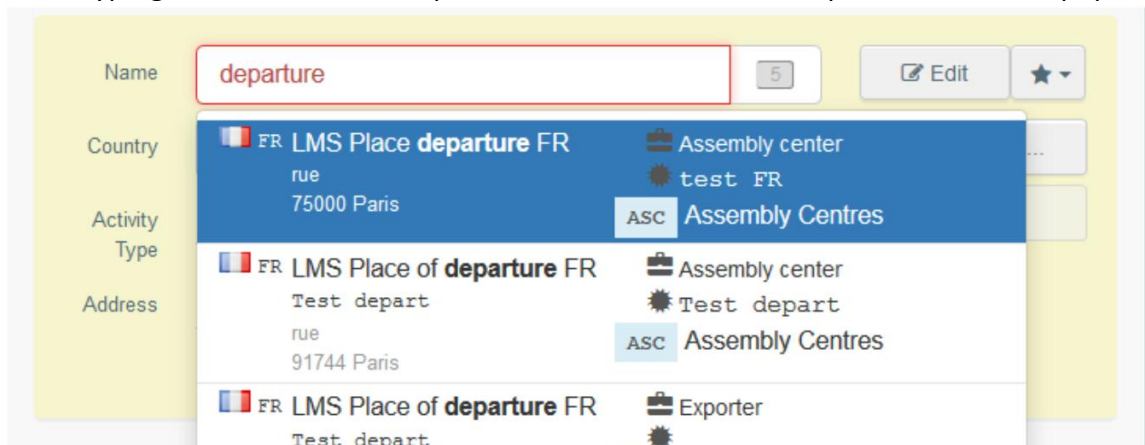 Name departure 5 Edit
Country FR LMS Place departure FR Assembly center ...
rue test FR
75000 Paris ASC Assembly Centres
Activity
Type
FR LMS Place of departure FR Assembly center
Address Test depart Test depart
rue ASC Assembly Centres
91744 Paris
FR LMS Place of departure FR Exporter
Test depart